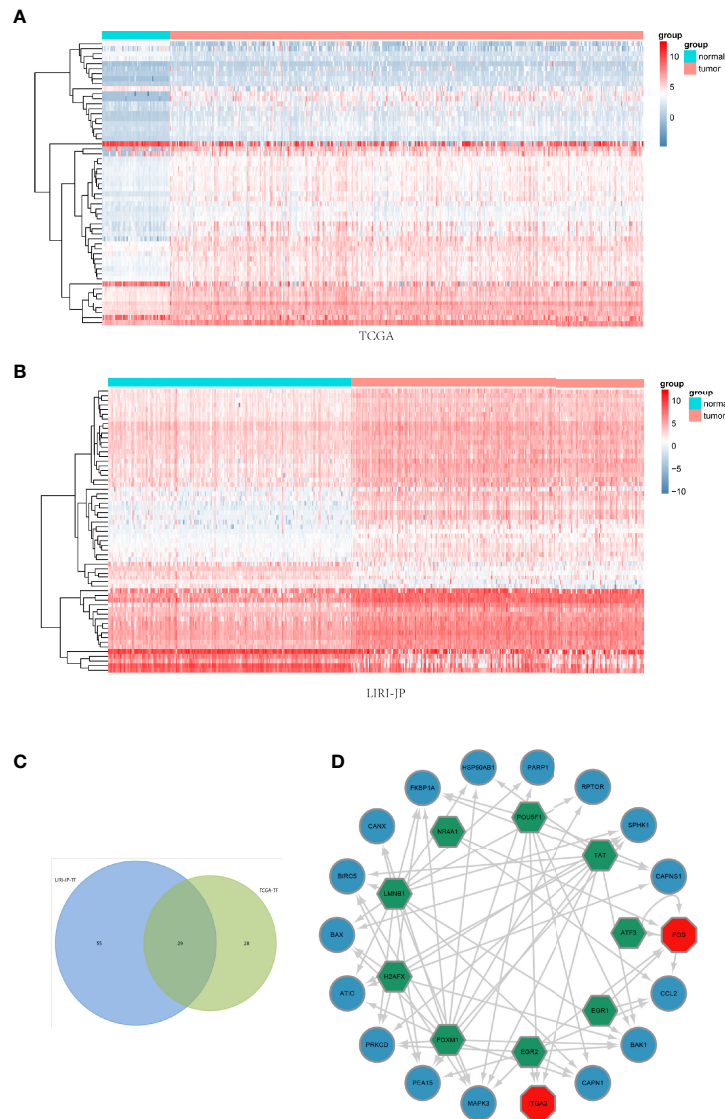 A
group
group
10
5
0
normal
tumor
TCGA
B
group
group
10
5
0
−5
−10
normal
tumor
LIRI-JP
C
LIRI-JP-TF
TCGA-TF
55
29
28
D
HSP90AB1
PARP1
FKBP1A
RPTOR
NR4A1
POU5F1
SPHK1
CANX
TAT
BIRC5
CAPNS1
LMNB1
BAX
ATF3
FOS
H2AFX
ATIC
CCL2
EGR1
PRKCD
FOXM1
EGR2
BAK1
PEA15
CAPN1
MAPK3
ITGA3